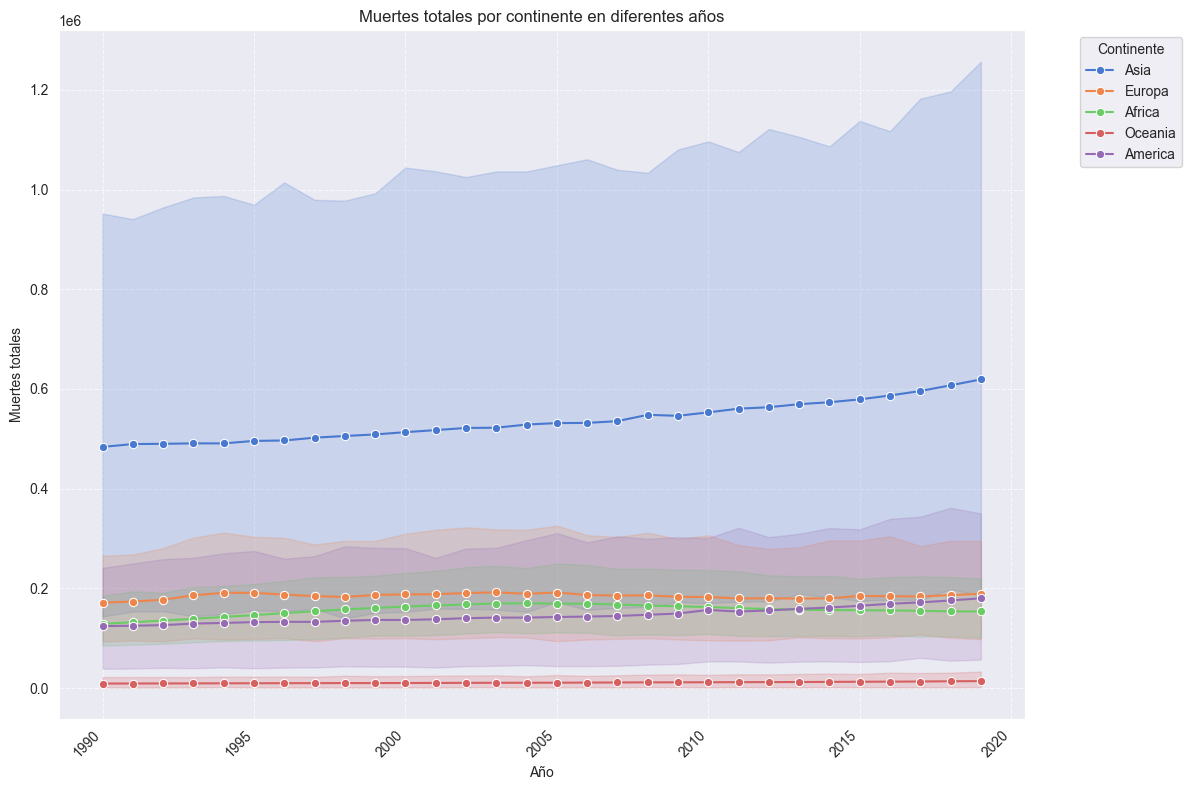 Muertes totales por continente en diferentes años
1e6
Continente
Asia
Europa
Africa
Oceania
America
1.2
1.0
0.8
0.6
0.4
0.2
0.0
Muertes totales
1990
1995
2000
2005
2010
2015
2020
Año